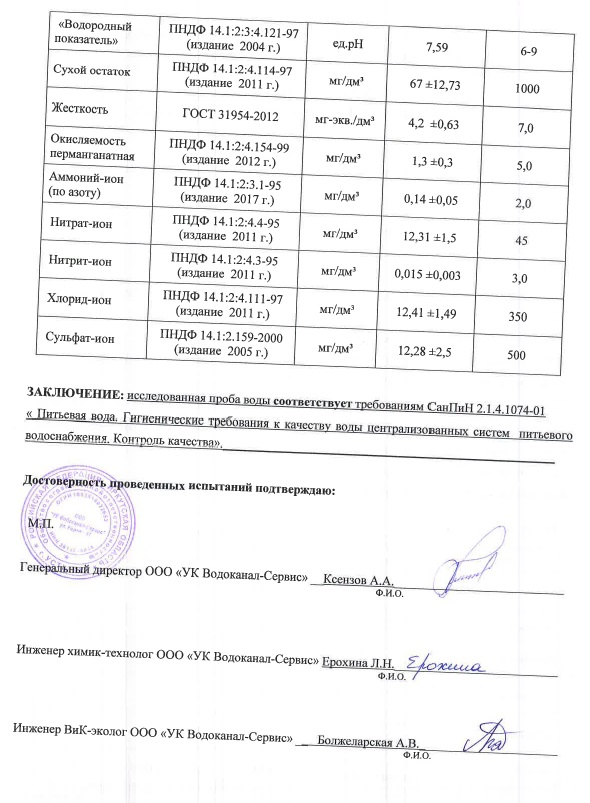 «Водородный показатель» ПНДФ 14.1:2:3:4.121-97 (издание 2004 г.) ед.pH 7,59 6-9
Сухой остаток ПНДФ 14.1:2:4.114-97 (издание 2011 г.) мг/дм³ 67 ±12,73 1000
Жесткость ГОСТ 31954-2012 мг-экв./дм³ 4,2 ±0,63 7,0
Окисляемость перманганатная ПНДФ 14.1:2:4.154-99 (издание 2012 г.) мг/дм³ 1,3 ±0,3 5,0
Аммоний-ион (по азоту) ПНДФ 14.1:2:3.1-95 (издание 2017 г.) мг/дм³ 0,14 ±0,05 2,0
Нитрат-ион ПНДФ 14.1:2:4.4-95 (издание 2011 г.) мг/дм³ 12,31 ±1,5 45
Нитрит-ион ПНДФ 14.1:2:4.3-95 (издание 2011 г.) мг/дм³ 0,015 ±0,003 3,0
Хлорид-ион ПНДФ 14.1:2:4.111-97 (издание 2011 г.) мг/дм³ 12,41 ±1,49 350
Сульфат-ион ПНДФ 14.1:2.159-2000 (издание 2005 г.) мг/дм³ 12,28 ±2,5 500
ЗАКЛЮЧЕНИЕ: исследованная проба воды соответствует требованиям СанПиН 2.1.4.1074-01
« Питьевая вода. Гигиенические требования к качеству воды централизованных систем питьевого
водоснабжения. Контроль качества».
Достоверность проведенных испытаний подтверждаю:
М.П.
Генеральный директор ООО «УК Водоканал-Сервис» Ксензов А.А.
Ф.И.О.
Инженер химик-технолог ООО «УК Водоканал-Сервис» Ерохина Л.Н. Ерохина
Ф.И.О.
Инженер ВиК-эколог ООО «УК Водоканал-Сервис» Болжеларская А.В.
Ф.И.О.